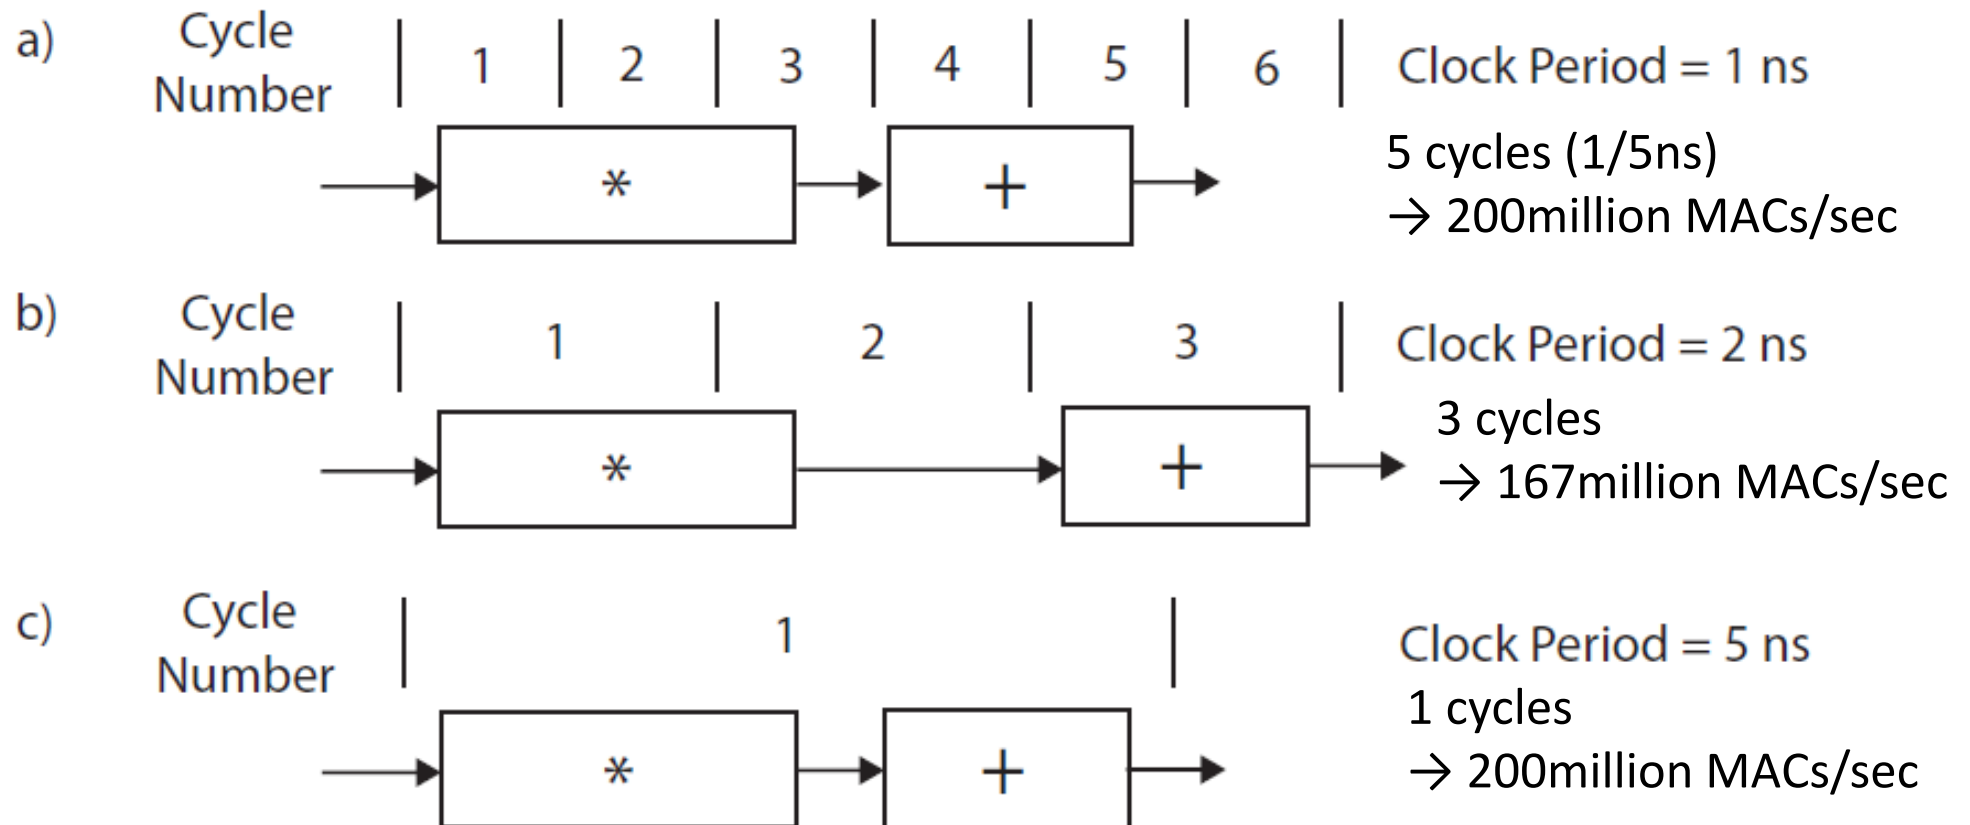 a) Cycle Number 1 2 3 4 5 6 Clock Period = 1 ns
* + 5 cycles (1/5ns)
→ 200million MACs/sec
b) Cycle Number 1 2 3 Clock Period = 2 ns
* + 3 cycles
→ 167million MACs/sec
c) Cycle Number 1 Clock Period = 5 ns
* + 1 cycles
→ 200million MACs/sec